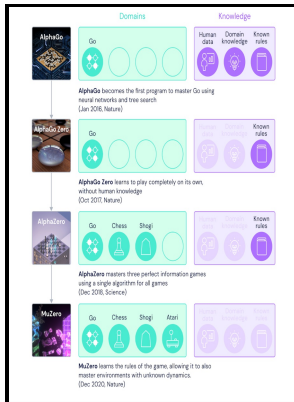 Domains
Knowledge
AlphaGo
Go
Human data
Domain knowledge
Known rules
AlphaGo becomes the first program to master Go using
neural networks and tree search
(Jan 2016, Nature)
AlphaGo Zero
Go
Known rules
AlphaGo Zero learns to play completely on its own,
without human knowledge
(Oct 2017, Nature)
AlphaZero
Go
Chess
Shogi
Known rules
AlphaZero masters three perfect information games
using a single algorithm for all games
(Dec 2018, Science)
MuZero
Go
Chess
Shogi
Atari
MuZero learns the rules of the game, allowing it to also
master environments with unknown dynamics.
(Dec 2020, Nature)